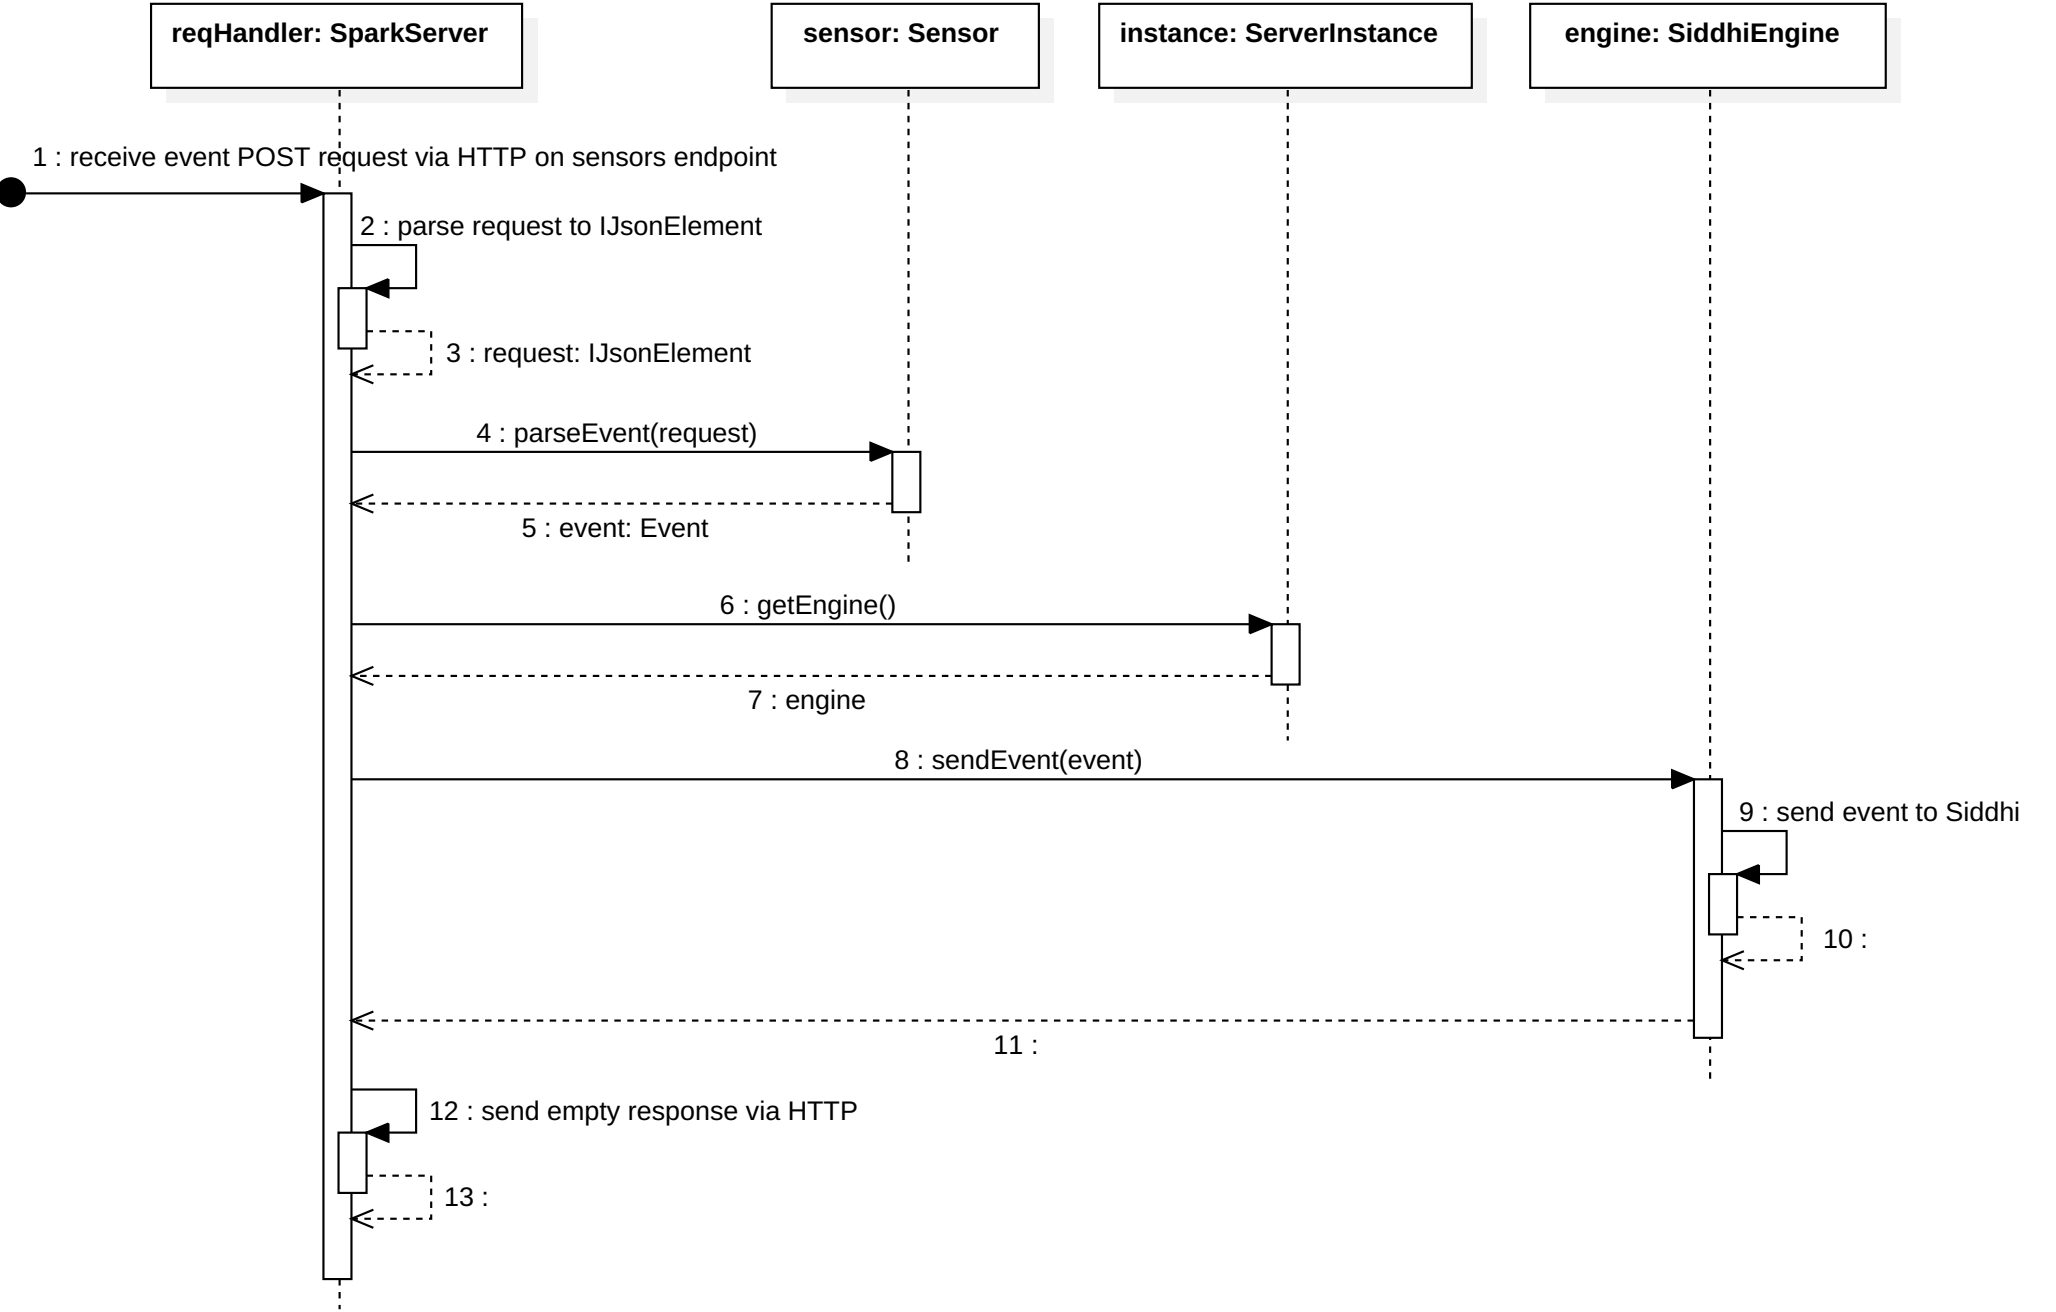 reqHandler: SparkServer
sensor: Sensor
instance: ServerInstance
engine: SiddhiEngine
1 : receive event POST request via HTTP on sensors endpoint
2 : parse request to IJsonElement
3 : request: IJsonElement
4 : parseEvent(request)
5 : event: Event
6 : getEngine()
7 : engine
8 : sendEvent(event)
9 : send event to Siddhi
10 :
11 :
12 : send empty response via HTTP
13 :